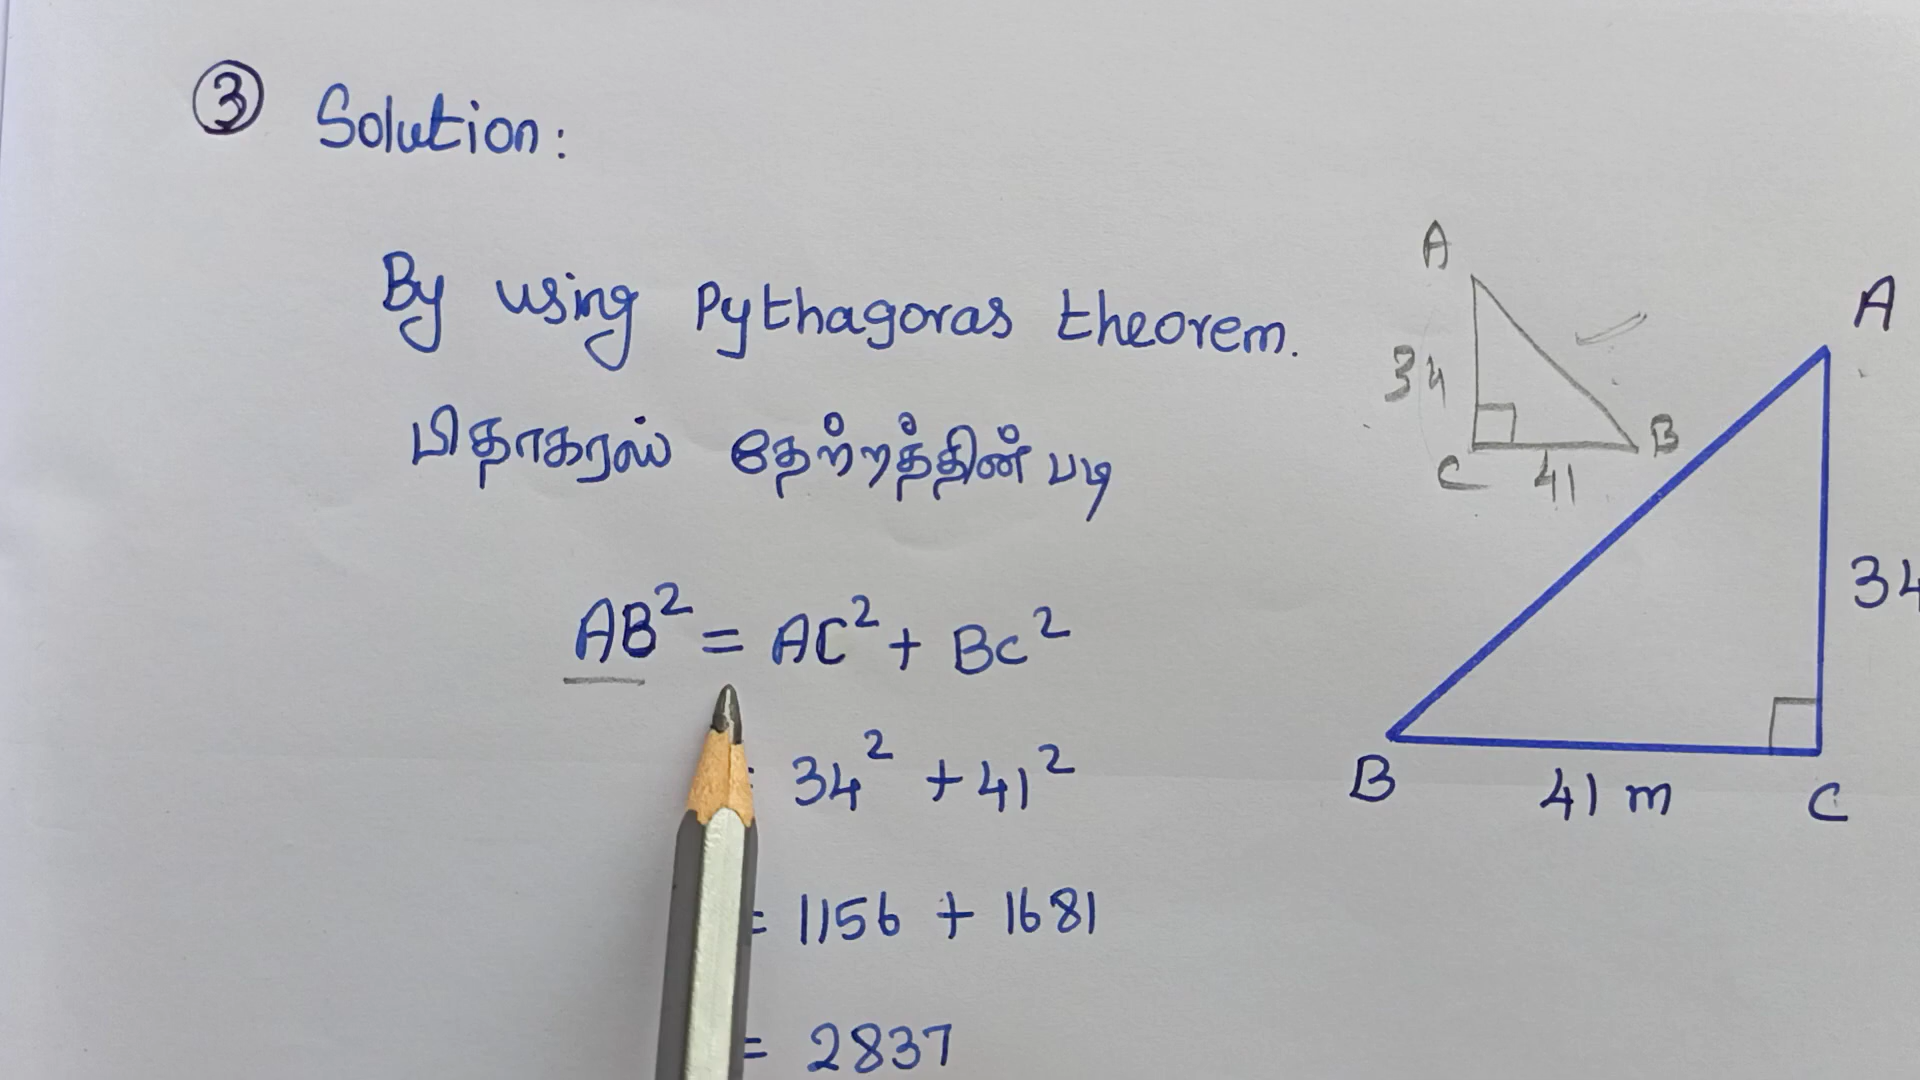 ③ Solution:
By using Pythagoras theorem.
பிதாகரஸ் தேற்றத்தின் படி
AB² = AC² + BC²
= 34² + 41²
= 1156 + 1681
= 2837
A
34
C
41
B
A
34
B
41 m
C